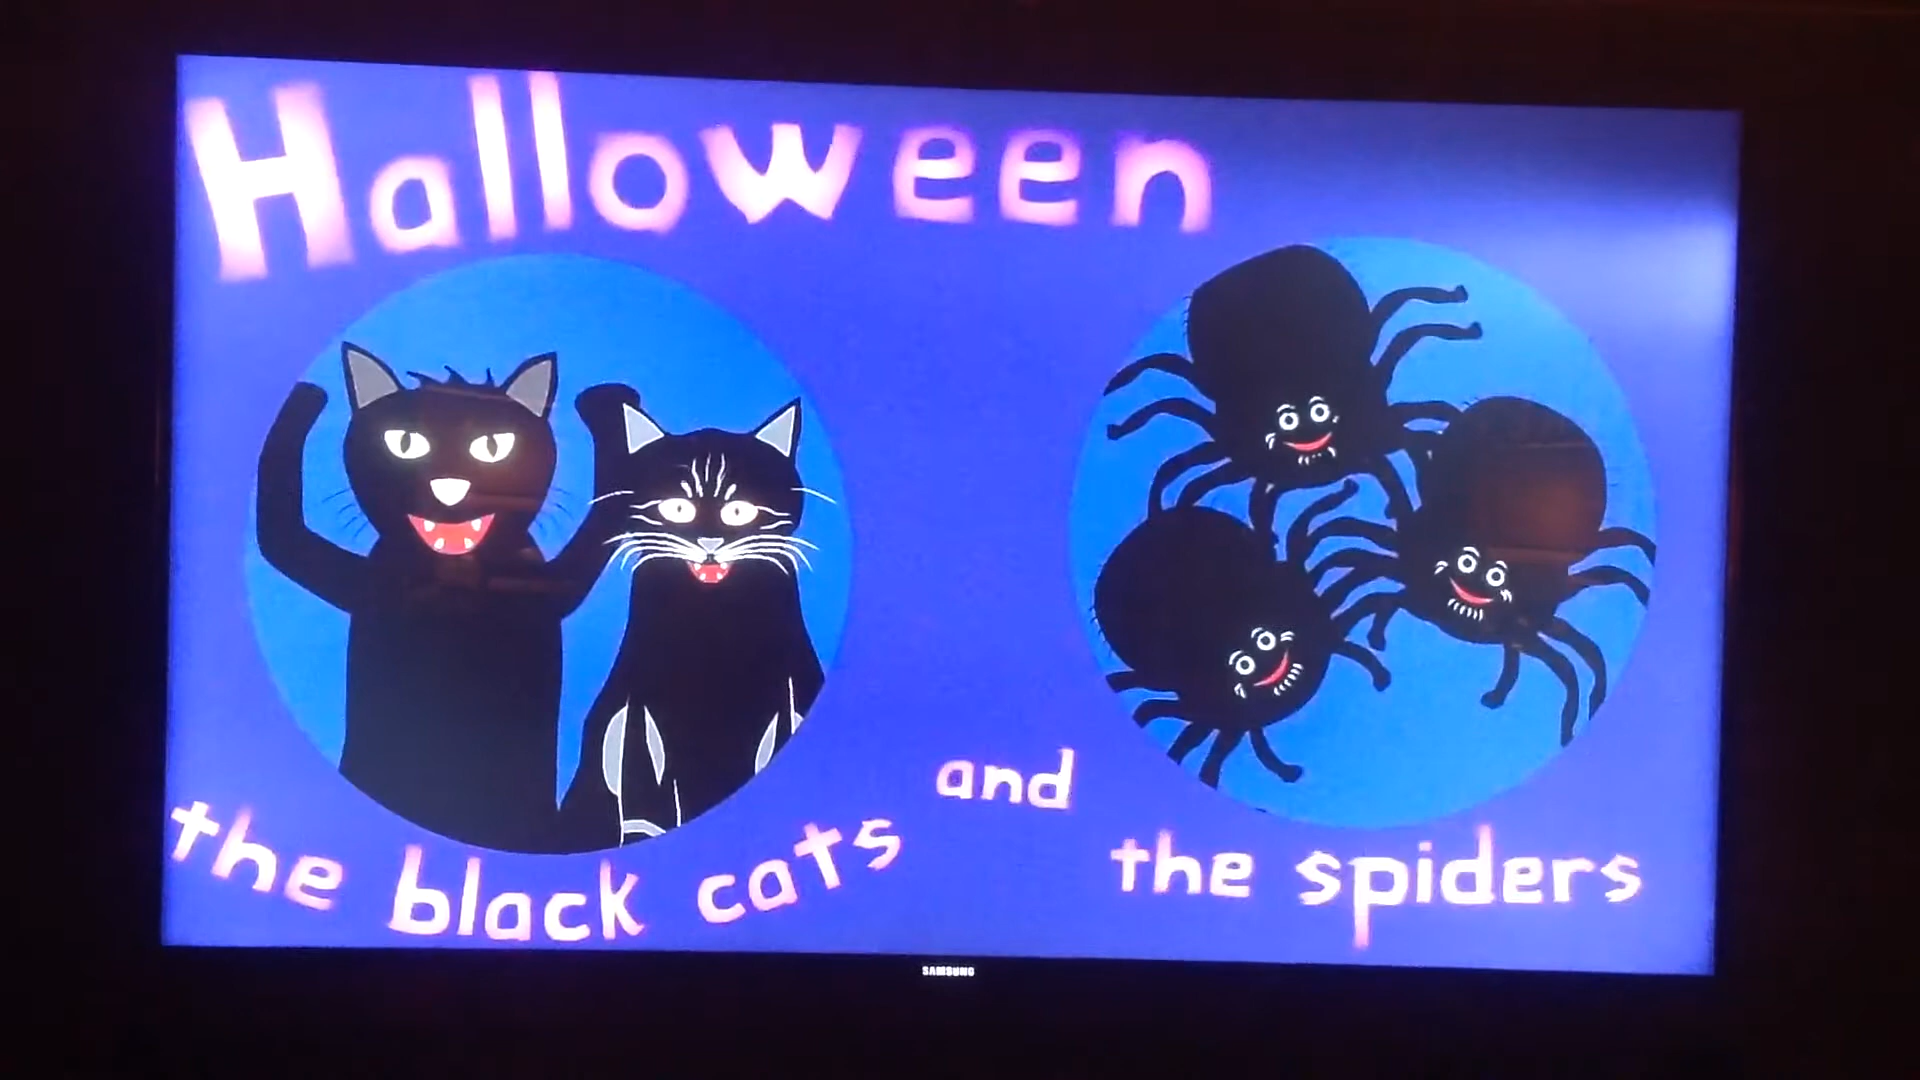 Halloween
the black cats
and
the spiders
SAMSUNG